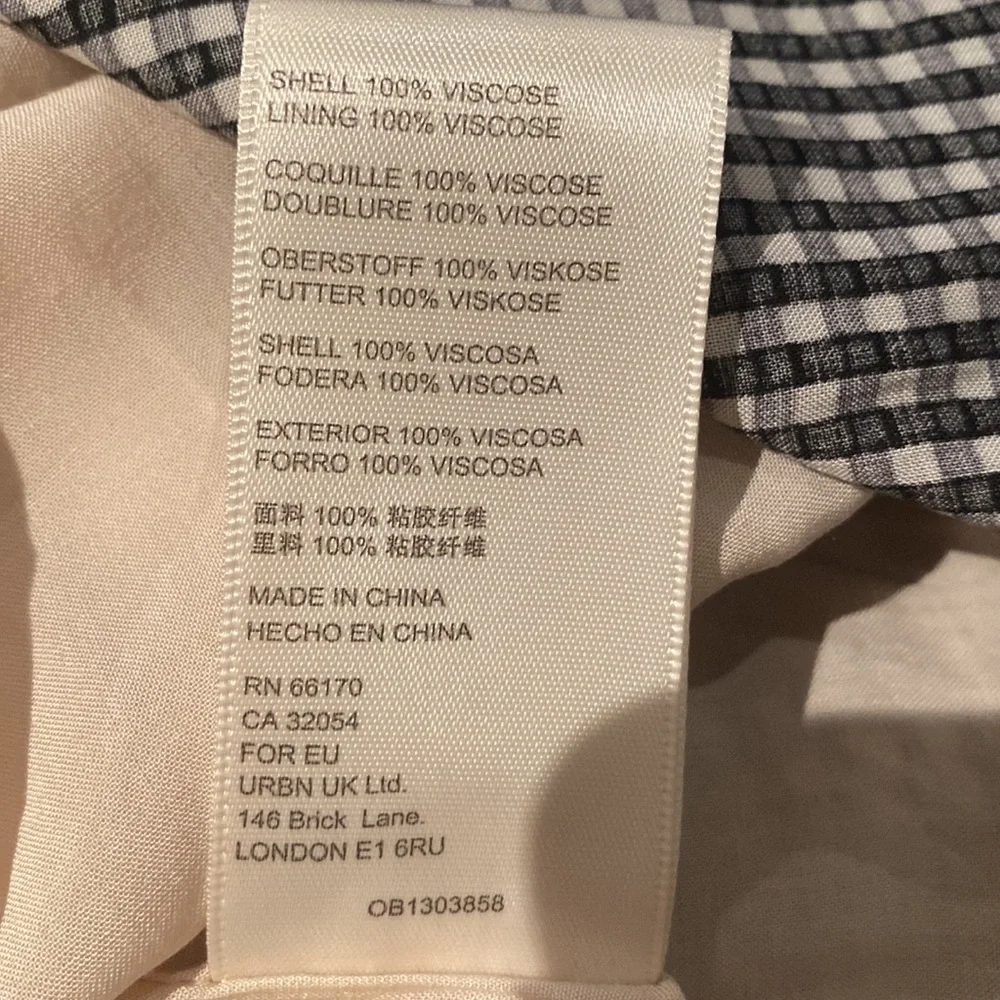 SHELL 100% VISCOSE
LINING 100% VISCOSE
COQUILLE 100% VISCOSE
DOUBLURE 100% VISCOSE
OBERSTOFF 100% VISKOSE
FUTTER 100% VISKOSE
SHELL 100% VISCOSA
FODERA 100% VISCOSA
EXTERIOR 100% VISCOSA
FORRO 100% VISCOSA
面料 100% 粘胶纤维
里料 100% 粘胶纤维
MADE IN CHINA
HECHO EN CHINA
RN 66170
CA 32054
FOR EU
URBN UK Ltd.
146 Brick Lane.
LONDON E1 6RU
OB1303858